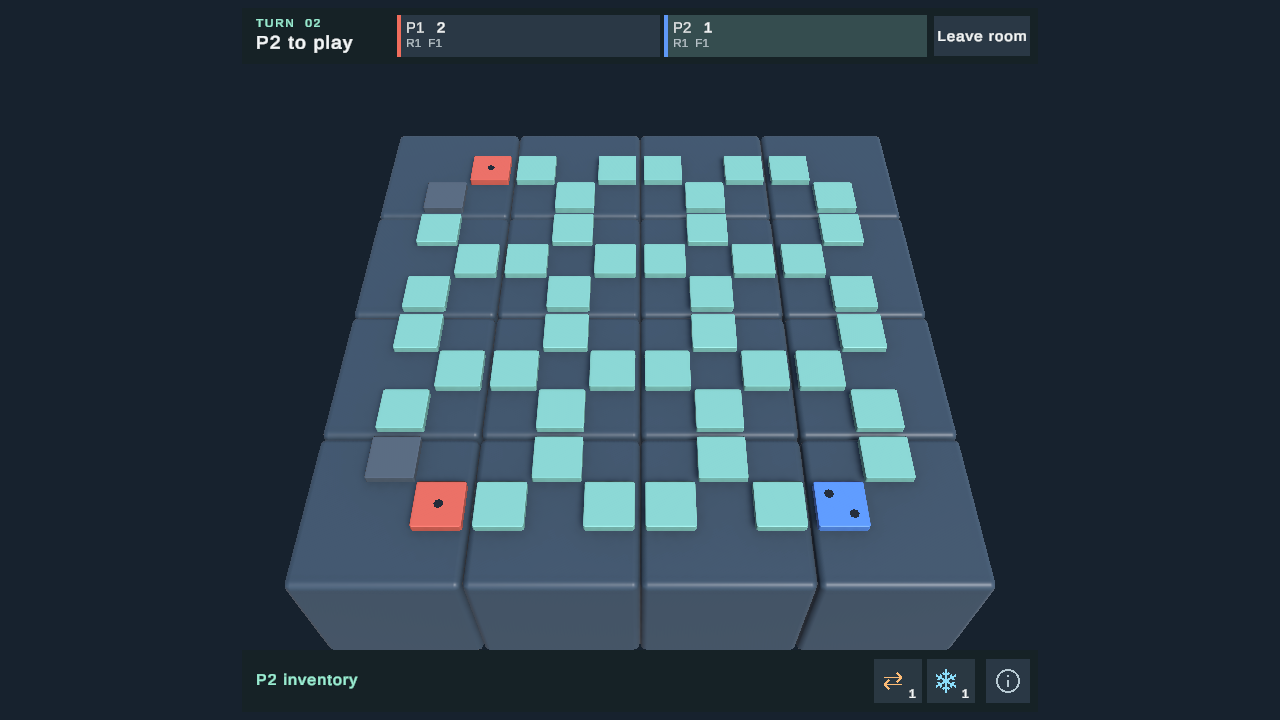 TURN 02
P2 to play
P1 2
R1 F1
P2 1
R1 F1
Leave room
P2 inventory
1
1